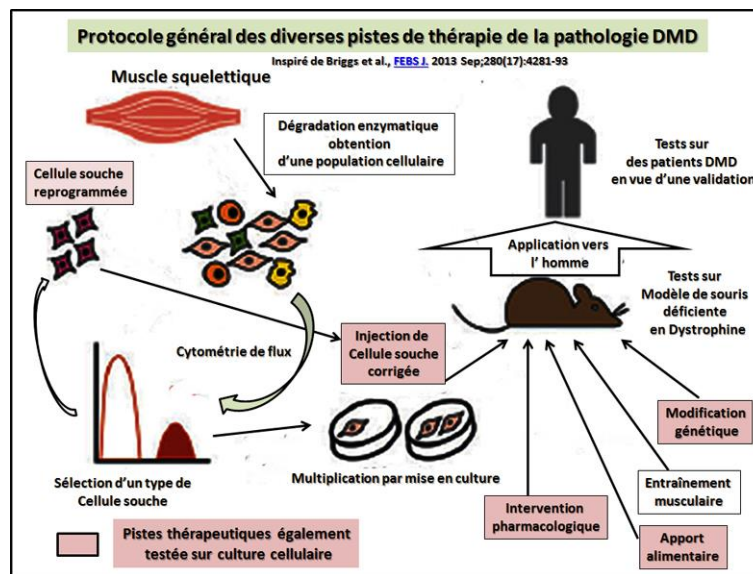 Protocole général des diverses pistes de thérapie de la pathologie DMD
Inspiré de Briggs et al., FEBS J. 2013 Sep;280(17):4281-93
Muscle squelettique
Dégradation enzymatique
obtention
d'une population cellulaire
Cellule souche
reprogrammée
Tests sur
des patients DMD
en vue d'une validation
Application vers
l' homme
Tests sur
Modèle de souris
déficiente
en Dystrophine
Cytométrie de flux
Injection de
Cellule souche
corrigée
Modification
génétique
Sélection d'un type de
Cellule souche
Multiplication par mise en culture
Entraînement
musculaire
Intervention
pharmacologique
Apport
alimentaire
Pistes thérapeutiques également
testée sur culture cellulaire